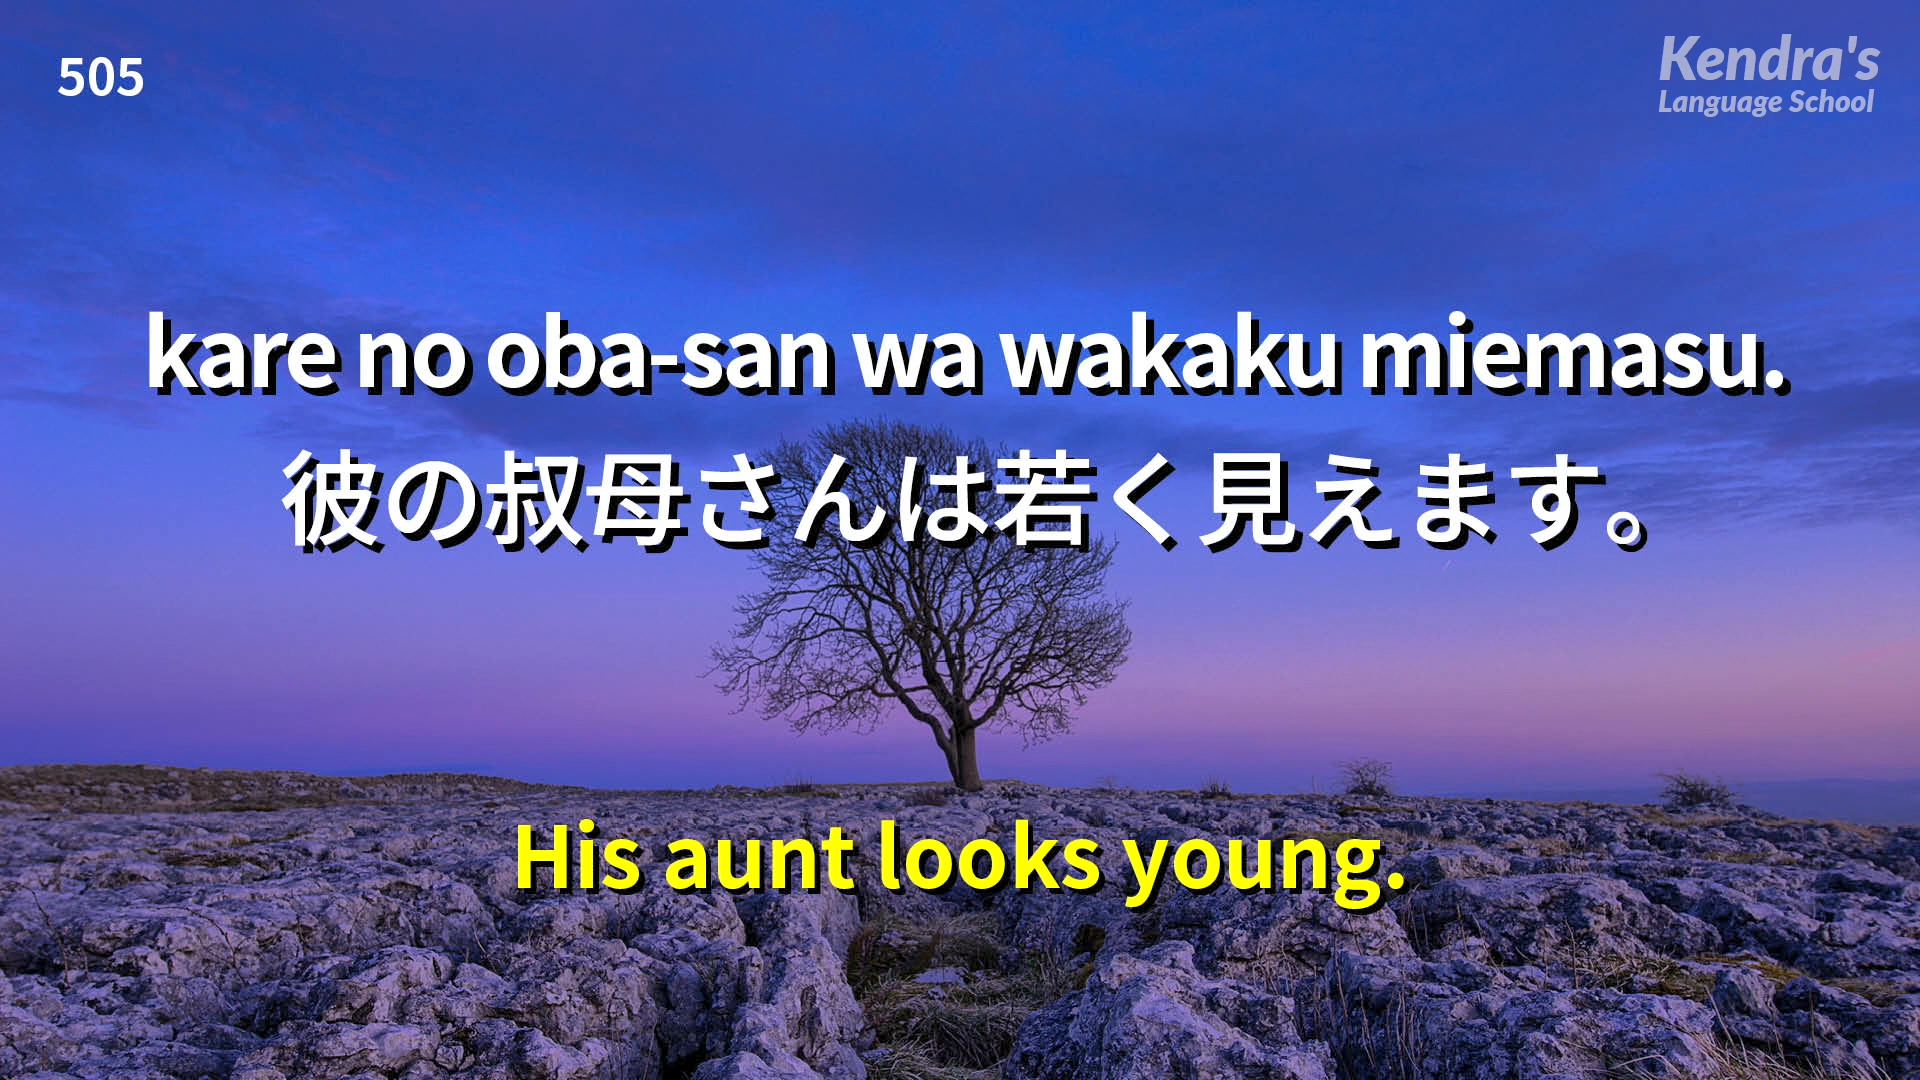 505
Kendra's
Language School
kare no oba-san wa wakaku miemasu.
彼の叔母さんは若く見えます。
His aunt looks young.